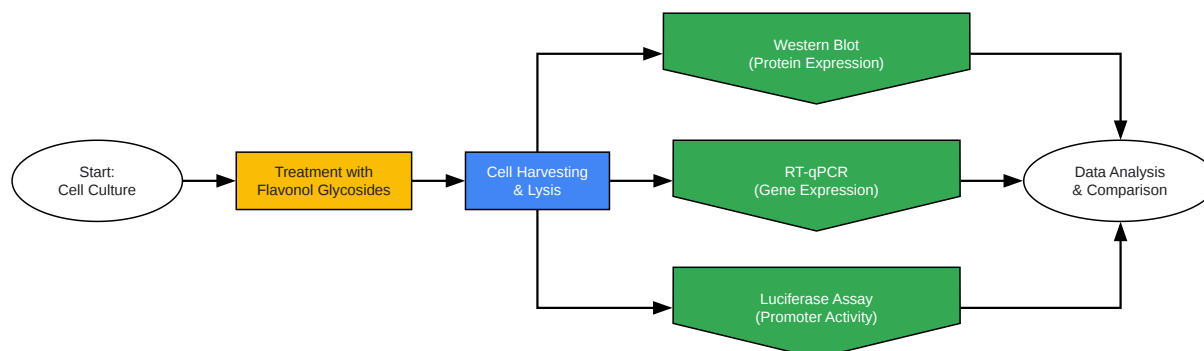 Start:
Cell Culture
Treatment with
Flavonol Glycosides
Cell Harvesting
& Lysis
Western Blot
(Protein Expression)
RT-qPCR
(Gene Expression)
Luciferase Assay
(Promoter Activity)
Data Analysis
& Comparison